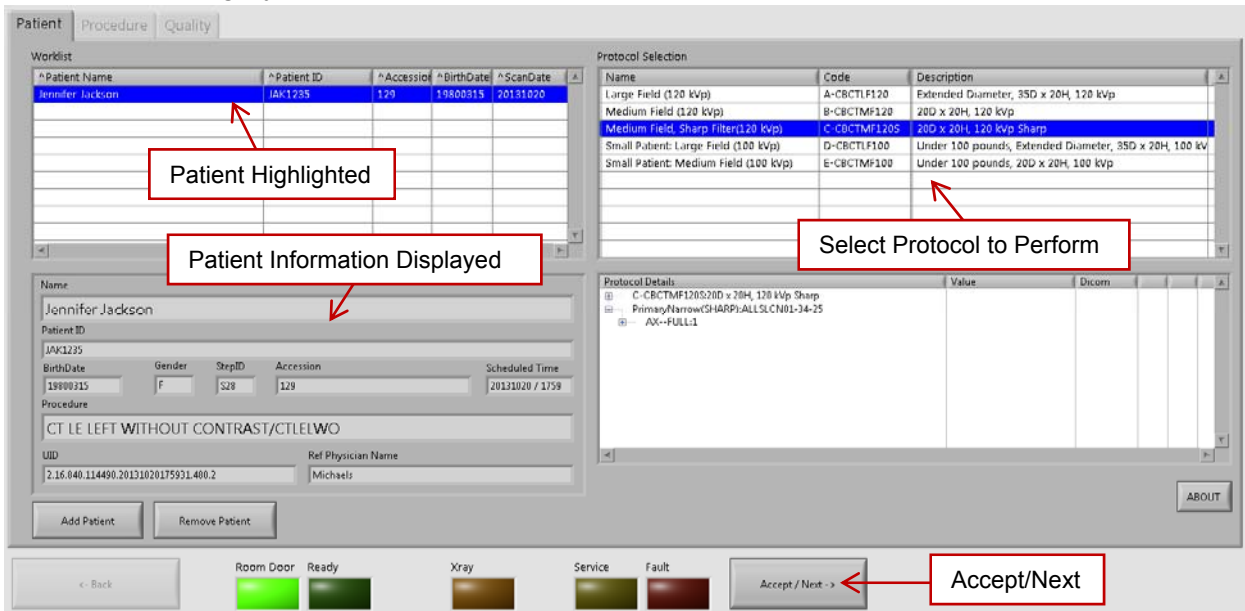 Patient Procedure Quality
Worklist
^Patient Name ^Patient ID ^Accession ^BirthDate ^ScanDate
Jennifer Jackson JAK1235 129 19800315 20131020
Patient Highlighted
Patient Information Displayed
Protocol Selection
Name Code Description
Large Field (120 kVp) A-CBCTLF120 Extended Diameter, 35D x 20H, 120 kVp
Medium Field (120 kVp) B-CBCTMF120 20D x 20H, 120 kVp
Medium Field, Sharp Filter(120 kVp) C-CBCTMF120S 20D x 20H, 120 kVp Sharp
Small Patient: Large Field (100 kVp) D-CBCTLF100 Under 100 pounds, Extended Diameter, 35D x 20H, 100 kV
Small Patient: Medium Field (100 kVp) E-CBCTMF100 Under 100 pounds, 20D x 20H, 100 kVp
Select Protocol to Perform
Name
Jennifer Jackson
Patient ID
JAK1235
BirthDate Gender StepID Accession Scheduled Time
19800315 F S28 129 20131020 / 1759
Procedure
CT LE LEFT WITHOUT CONTRAST/CTLELWO
UID Ref Physician Name
2.16.840.114490.20131020175931.400.2 Michaels
Add Patient Remove Patient
Protocol Details Value Dicom
C-CBCTMF120S:20D x 20H, 120 kVp Sharp
PrimaryNarrow(SHARP):ALLSLCN01-34-25
AX--FULL:1
ABOUT
<- Back
Room Door Ready Xray Service Fault
Accept / Next ->
Accept/Next